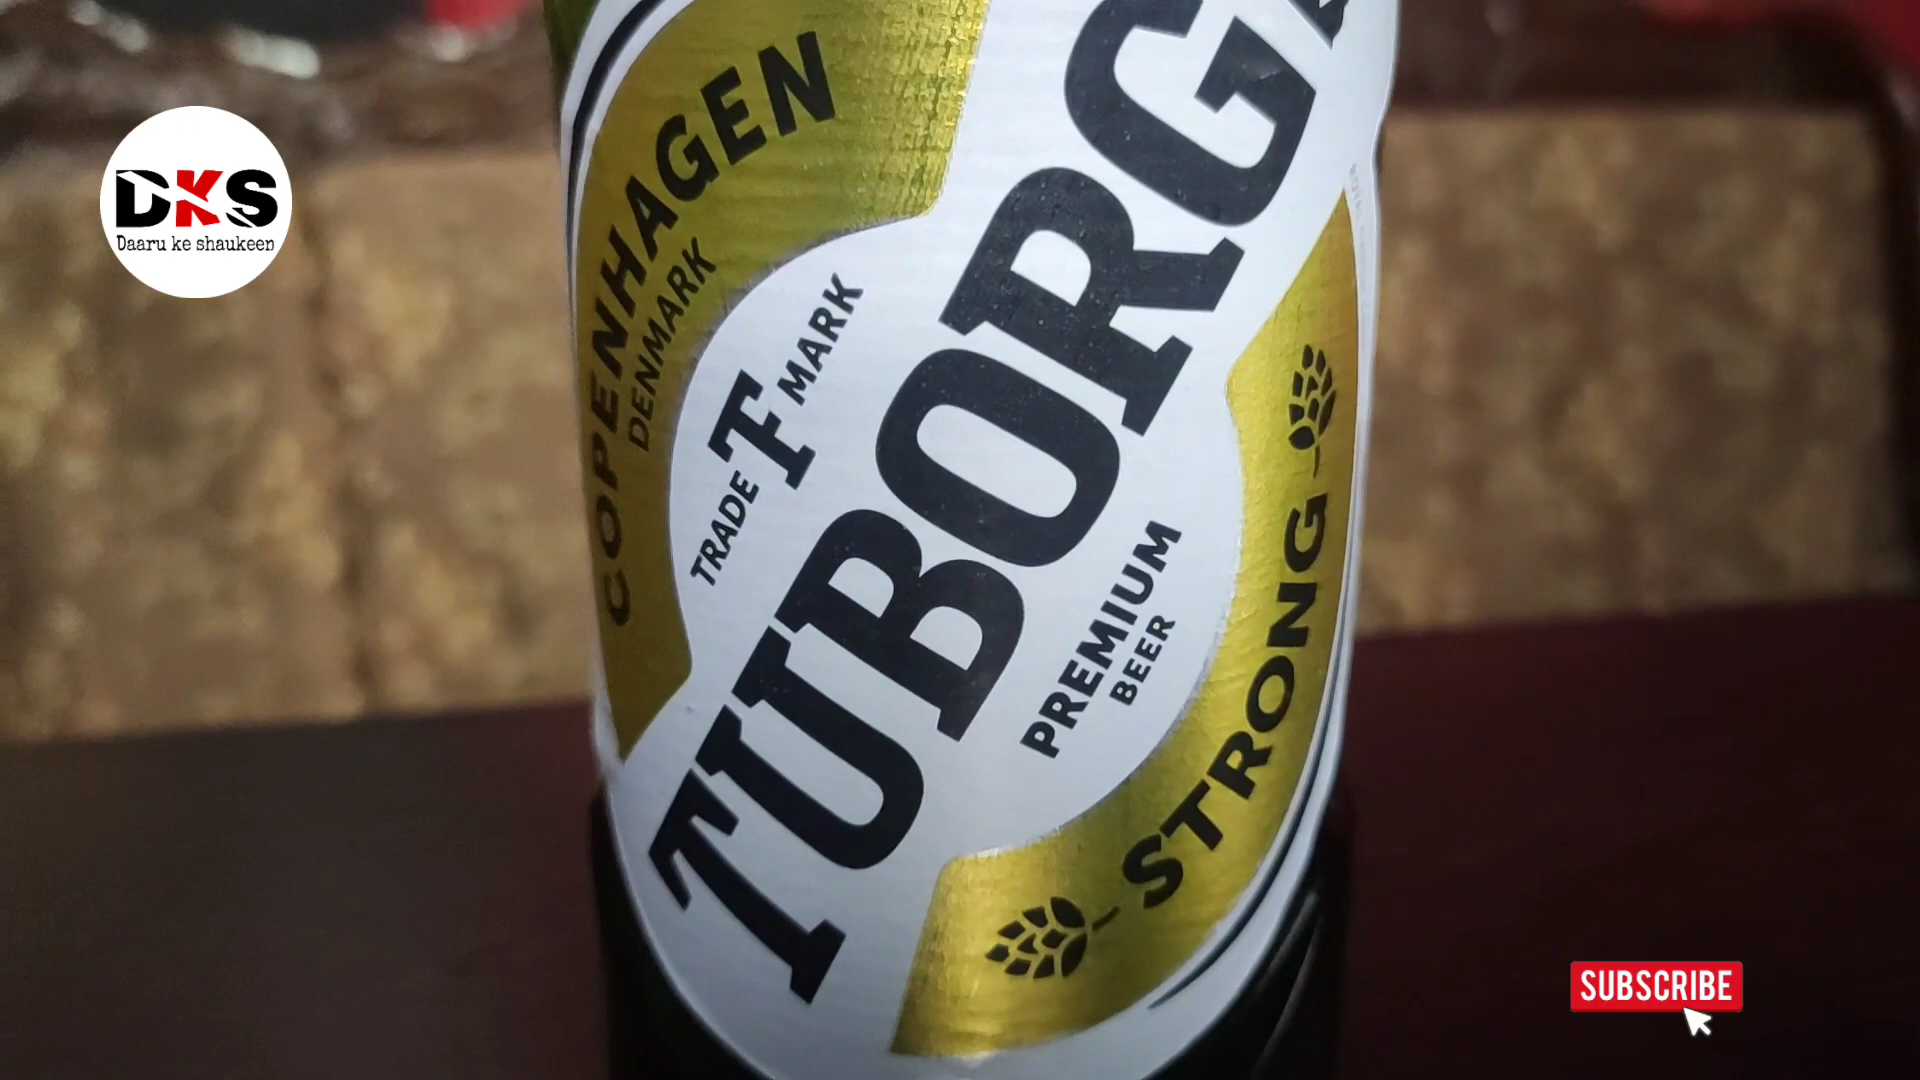 DKS
Daaru ke shaukeen
COPENHAGEN
DENMARK
TRADE T MARK
TUBORG
PREMIUM
BEER
STRONG
SUBSCRIBE